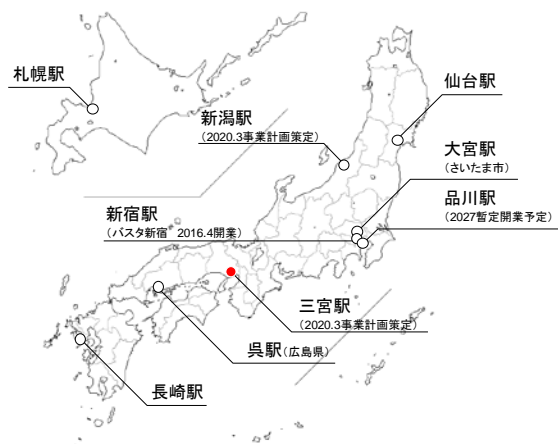 札幌駅
仙台駅
新潟駅
（2020.3事業計画策定）
大宮駅
（さいたま市）
品川駅
（2027暫定開業予定）
新宿駅
（バスタ新宿　2016.4開業）
三宮駅
（2020.3事業計画策定）
呉駅（広島県）
長崎駅